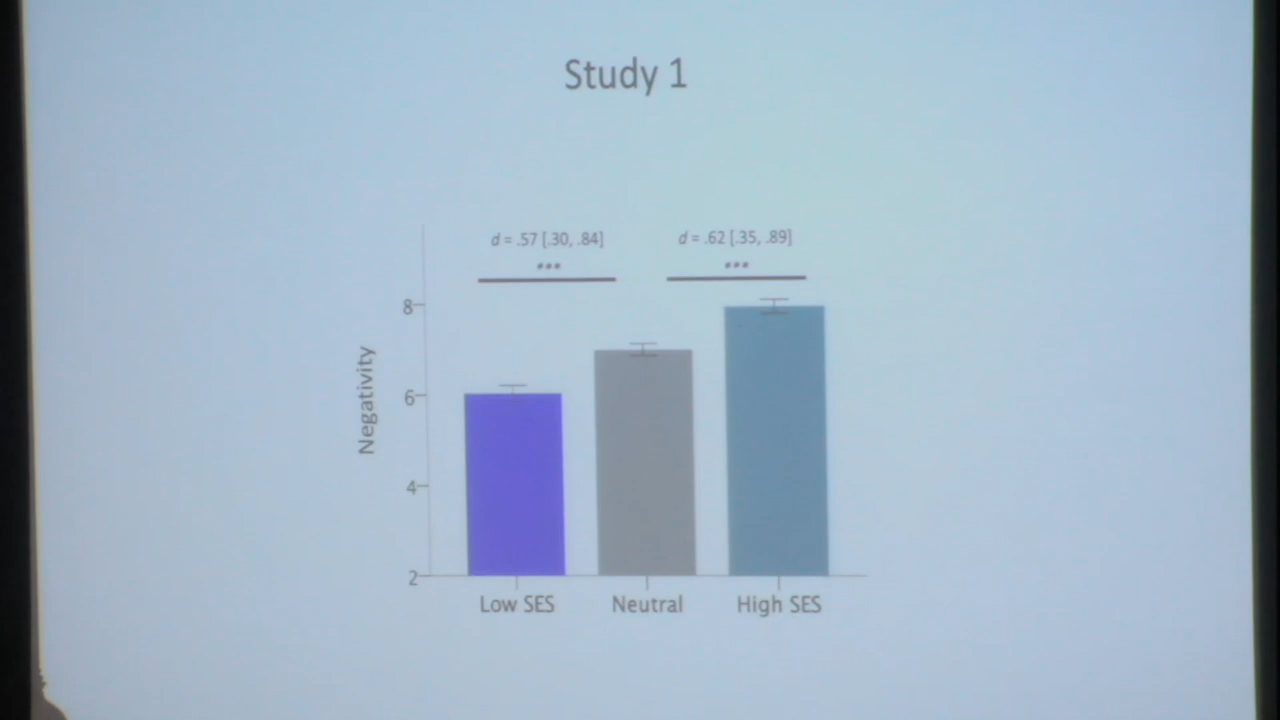 Study 1
d = .57 [.30, .84]
d = .62 [.35, .89]
***
***
Negativity
8
6
4
2
Low SES
Neutral
High SES